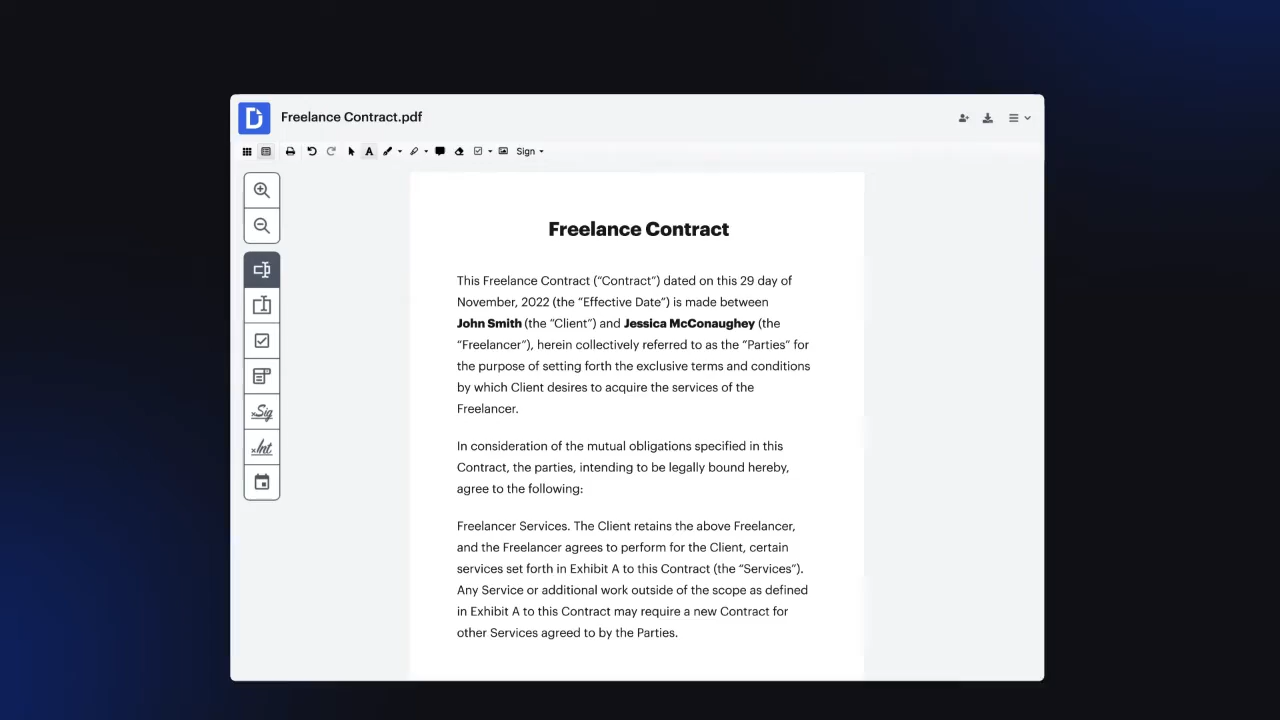 Freelance Contract.pdf
A
Sign
Freelance Contract
This Freelance Contract (“Contract”) dated on this 29 day of
November, 2022 (the “Effective Date”) is made between
John Smith (the “Client”) and Jessica McConaughey (the
“Freelancer”), herein collectively referred to as the “Parties” for
the purpose of setting forth the exclusive terms and conditions
by which Client desires to acquire the services of the
Freelancer.
In consideration of the mutual obligations specified in this
Contract, the parties, intending to be legally bound hereby,
agree to the following:
Freelancer Services. The Client retains the above Freelancer,
and the Freelancer agrees to perform for the Client, certain
services set forth in Exhibit A to this Contract (the “Services”).
Any Service or additional work outside of the scope as defined
in Exhibit A to this Contract may require a new Contract for
other Services agreed to by the Parties.
xSig
xInt